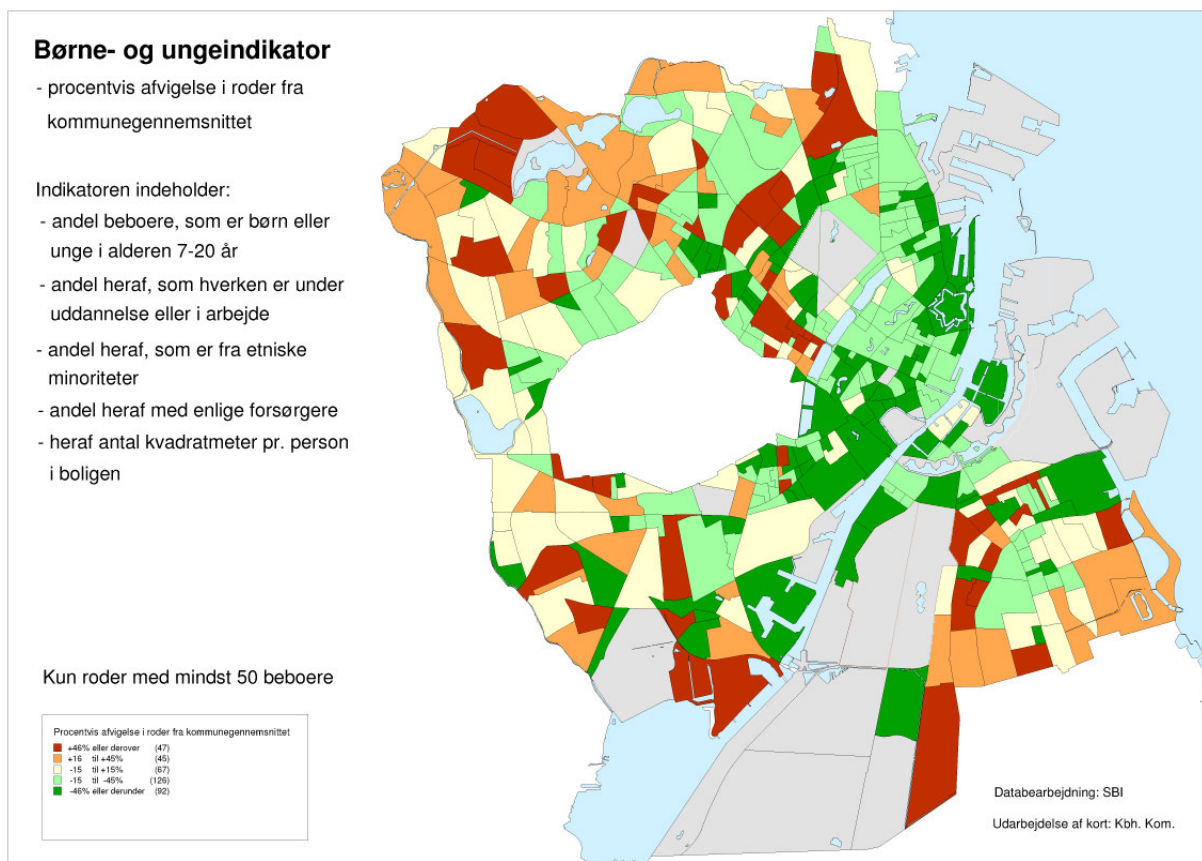 Børne- og ungeindikator
- procentvis afvigelse i roder fra
kommunegennemsnittet
Indikatoren indeholder:
- andel beboere, som er børn eller
unge i alderen 7-20 år
- andel heraf, som hverken er under
uddannelse eller i arbejde
- andel heraf, som er fra etniske
minoriteter
- andel heraf med enlige forsørgere
- heraf antal kvadratmeter pr. person
i boligen
Kun roder med mindst 50 beboere
Procentvis afvigelse i roder fra kommunegennemsnittet
+46% eller derover (47)
+16 til +45% (45)
-15 til +15% (67)
-15 til -45% (126)
-46% eller derunder (92)
Databearbejdning: SBI
Udarbejdelse af kort: Kbh. Kom.